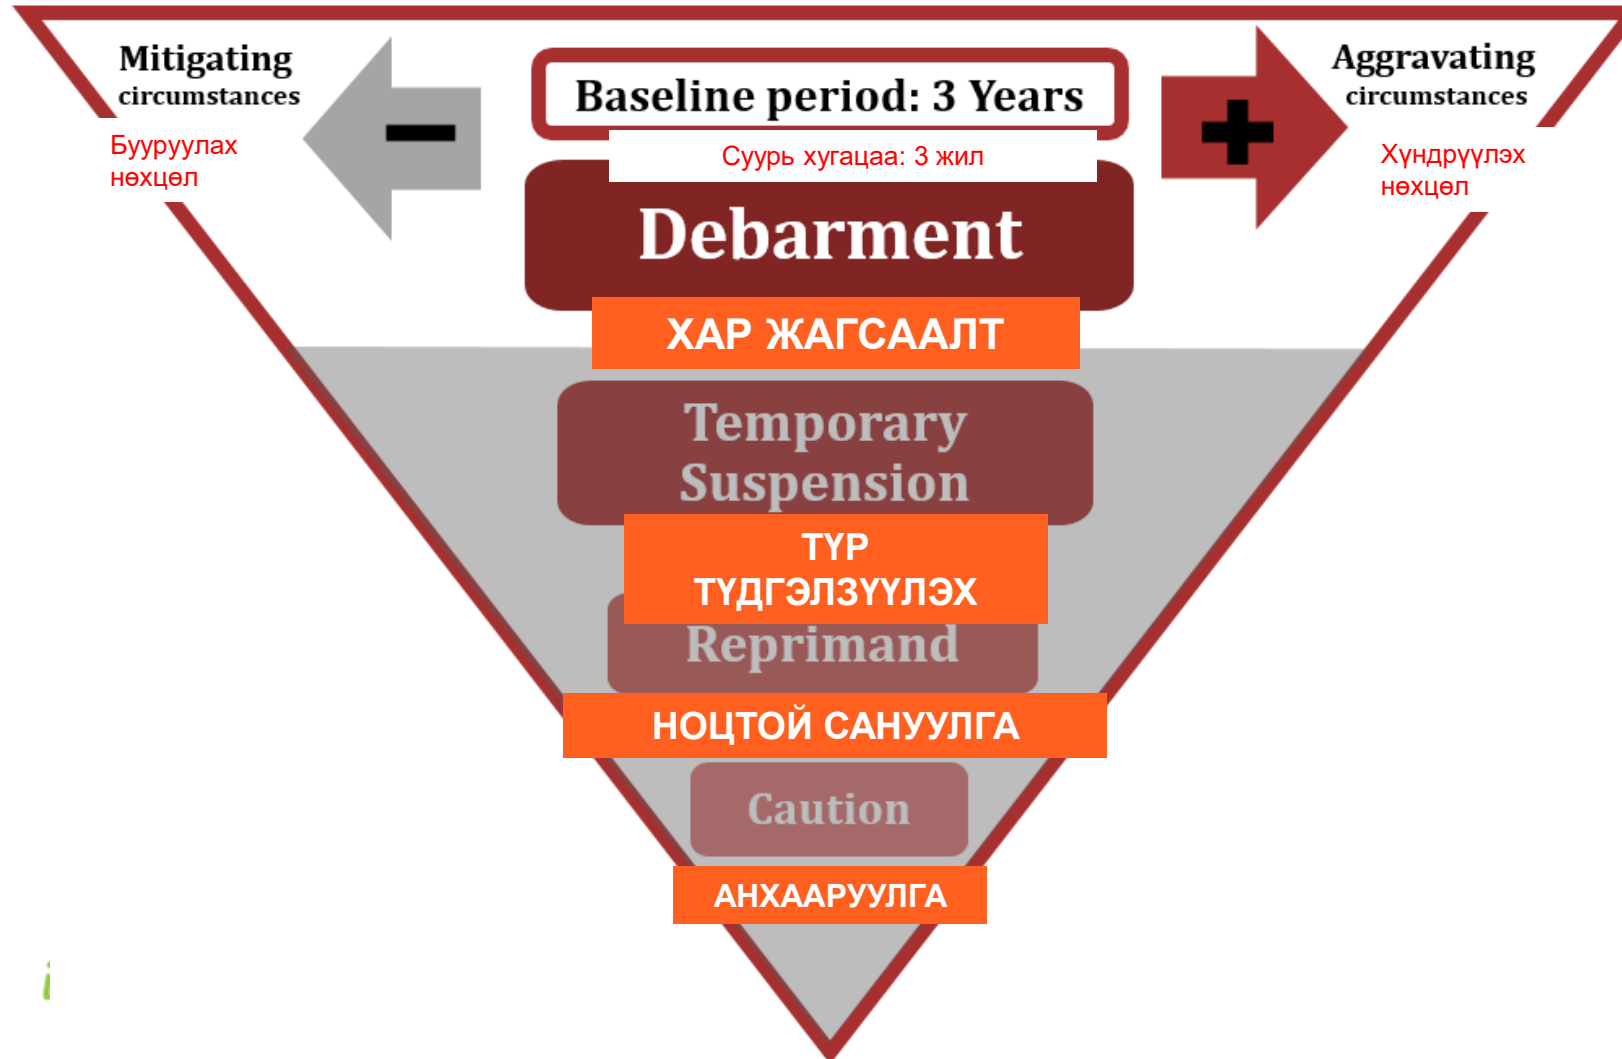 Mitigating
circumstances
Бууруулах
нөхцөл
Baseline period: 3 Years
Суурь хугацаа: 3 жил
Aggravating
circumstances
Хүндрүүлэх
нөхцөл
Debarment
ХАР ЖАГСААЛТ
Temporary
Suspension
ТҮР
ТҮДГЭЛЗҮҮЛЭХ
Reprimand
НОЦТОЙ САНУУЛГА
Caution
АНХААРУУЛГА